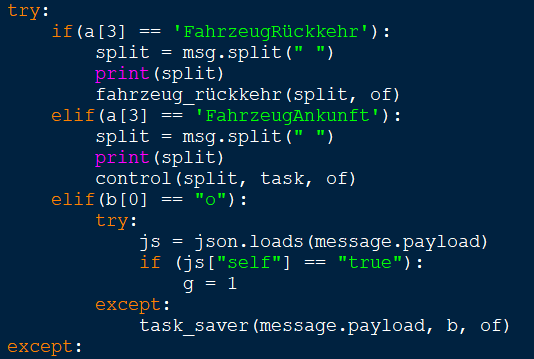 try:
    if(a[3] == 'FahrzeugRückkehr'):
        split = msg.split(" ")
        print(split)
        fahrzeug_rückkehr(split, of)
    elif(a[3] == 'FahrzeugAnkunft'):
        split = msg.split(" ")
        print(split)
        control(split, task, of)
    elif(b[0] == "o"):
        try:
            js = json.loads(message.payload)
            if (js["self"] == "true"):
                g = 1
        except:
            task_saver(message.payload, b, of)
except: